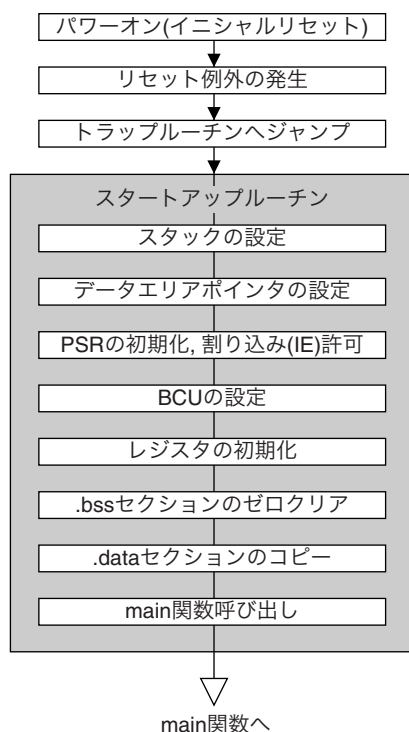 パワーオン(イニシャルリセット)
リセット例外の発生
トラップルーチンへジャンプ
スタートアップルーチン
スタックの設定
データエリアポインタの設定
PSRの初期化, 割り込み(IE)許可
BCUの設定
レジスタの初期化
.bssセクションのゼロクリア
.dataセクションのコピー
main関数呼び出し
main関数へ